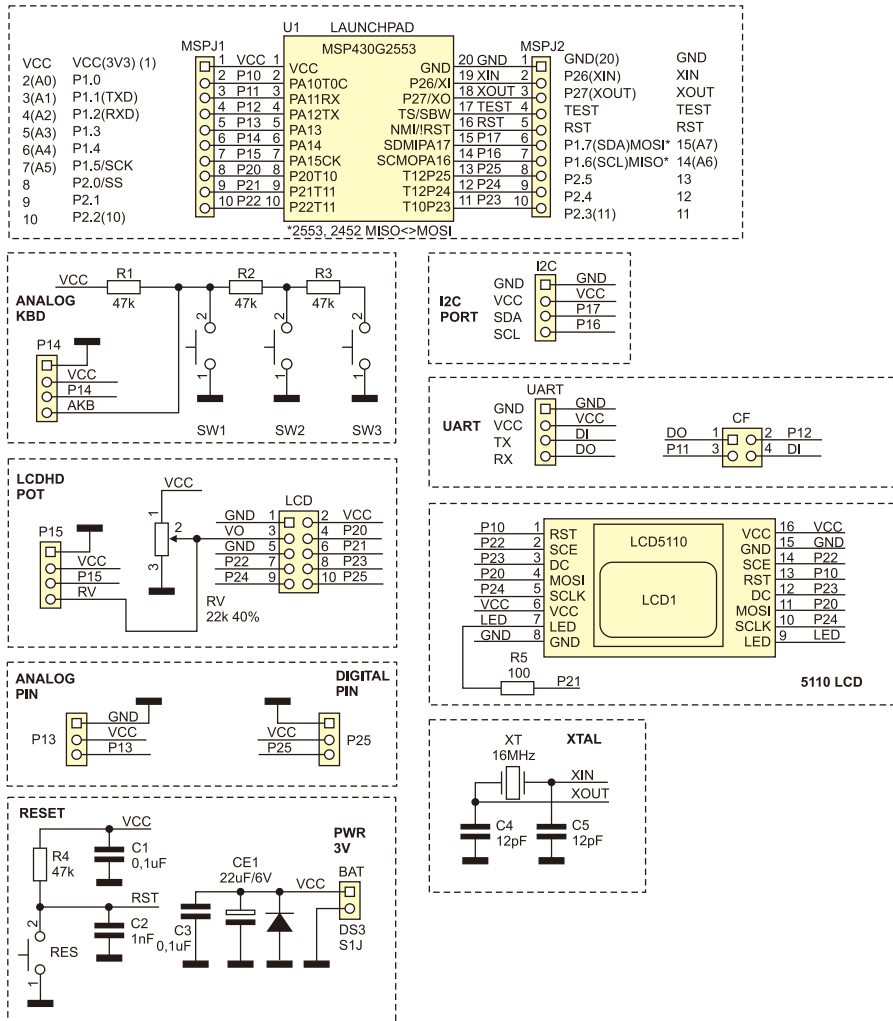 U1 LAUNCHPAD
MSP430G2553
MSPJ1
MSPJ2
VCC VCC(3V3) (1) 1 VCC 1 VCC
2(A0) P1.0 2 P10 2 PA10T0C
3(A1) P1.1(TXD) 3 P11 3 PA11RX
4(A2) P1.2(RXD) 4 P12 4 PA12TX
5(A3) P1.3 5 P13 5 PA13
6(A4) P1.4 6 P14 6 PA14
7(A5) P1.5/SCK 7 P15 7 PA15CK
8 P2.0/SS 8 P20 8 P20T10
9 P2.1 9 P21 9 P21T11
10 P2.2(10) 10 P22 10 P22T11
GND 20 GND 1 GND(20) GND
P26/XI 19 XIN 2 P26(XIN) XIN
P27/XO 18 XOUT 3 P27(XOUT) XOUT
TS/SBW 17 TEST 4 TEST TEST
NMI/!RST 16 RST 5 RST RST
SDMIPA17 15 P17 6 P1.7(SDA)MOSI* 15(A7)
SCMOPA16 14 P16 7 P1.6(SCL)MISO* 14(A6)
T12P25 13 P25 8 P2.5 13
T12P24 12 P24 9 P2.4 12
T10P23 11 P23 10 P2.3(11) 11
*2553, 2452 MISO<>MOSI
ANALOG
KBD
VCC
R1
47k
R2
47k
R3
47k
2
1
2
1
2
1
SW1
SW2
SW3
P14
VCC
P14
AKB
I2C
PORT
I2C
GND GND
VCC VCC
SDA P17
SCL P16
UART
UART
GND GND
VCC VCC
TX DI
RX DO
CF
DO 1 2 P12
P11 3 4 DI
LCDHD
POT
VCC
1
2
3
P15
VCC
P15
RV
RV
22k 40%
LCD
GND 1 2 VCC
VO 3 4 P20
GND 5 6 P21
P22 7 8 P23
P24 9 10 P25
P10 1 RST
P22 2 SCE
P23 3 DC
P20 4 MOSI
P24 5 SCLK
VCC 6 VCC
LED 7 LED
GND 8 GND
LCD5110
LCD1
VCC 16 VCC
GND 15 GND
SCE 14 P22
RST 13 P10
DC 12 P23
MOSI 11 P20
SCLK 10 P24
LED 9 LED
R5
100
P21
5110 LCD
ANALOG
PIN
GND
VCC
P13
P13
DIGITAL
PIN
VCC
P25
P25
XT
16MHz
XTAL
XIN
XOUT
C4
12pF
C5
12pF
RESET
VCC
R4
47k
C1
0,1uF
RST
C2
1nF
2
1
RES
PWR
3V
CE1
22uF/6V
VCC
BAT
C3
0,1uF
DS3
S1J